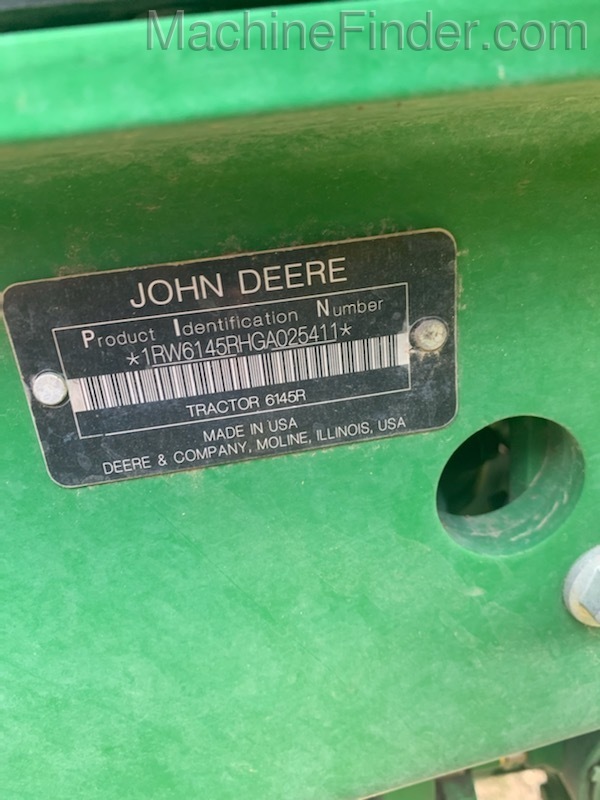 MachineFinder.com
JOHN DEERE
Product Identification Number
*1RW6145RHGA025411*
TRACTOR 6145R
MADE IN USA
DEERE & COMPANY, MOLINE, ILLINOIS, USA